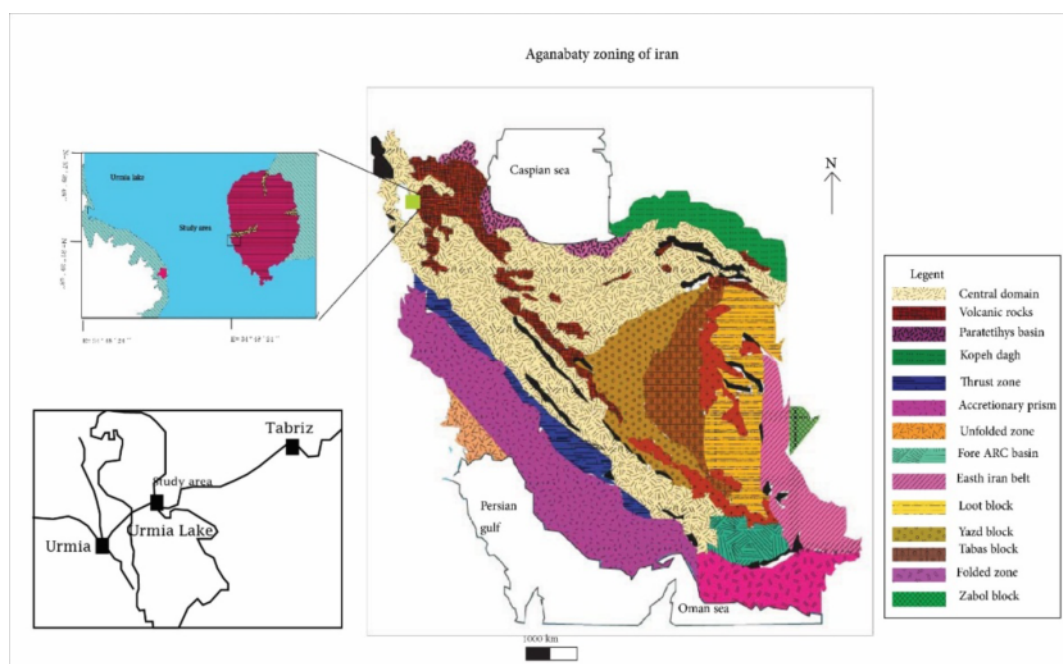 Aganabaty zoning of iran
Urmia lake
Study area
Caspian sea
N
Persian
gulf
Oman sea
1000 km
Tabriz
Study area
Urmia Lake
Urmia
Legent
Central domain
Volcanic rocks
Paratetihys basin
Kopeh dagh
Thrust zone
Accretionary prism
Unfolded zone
Fore ARC basin
Easth iran belt
Loot block
Yazd block
Tabas block
Folded zone
Zabol block